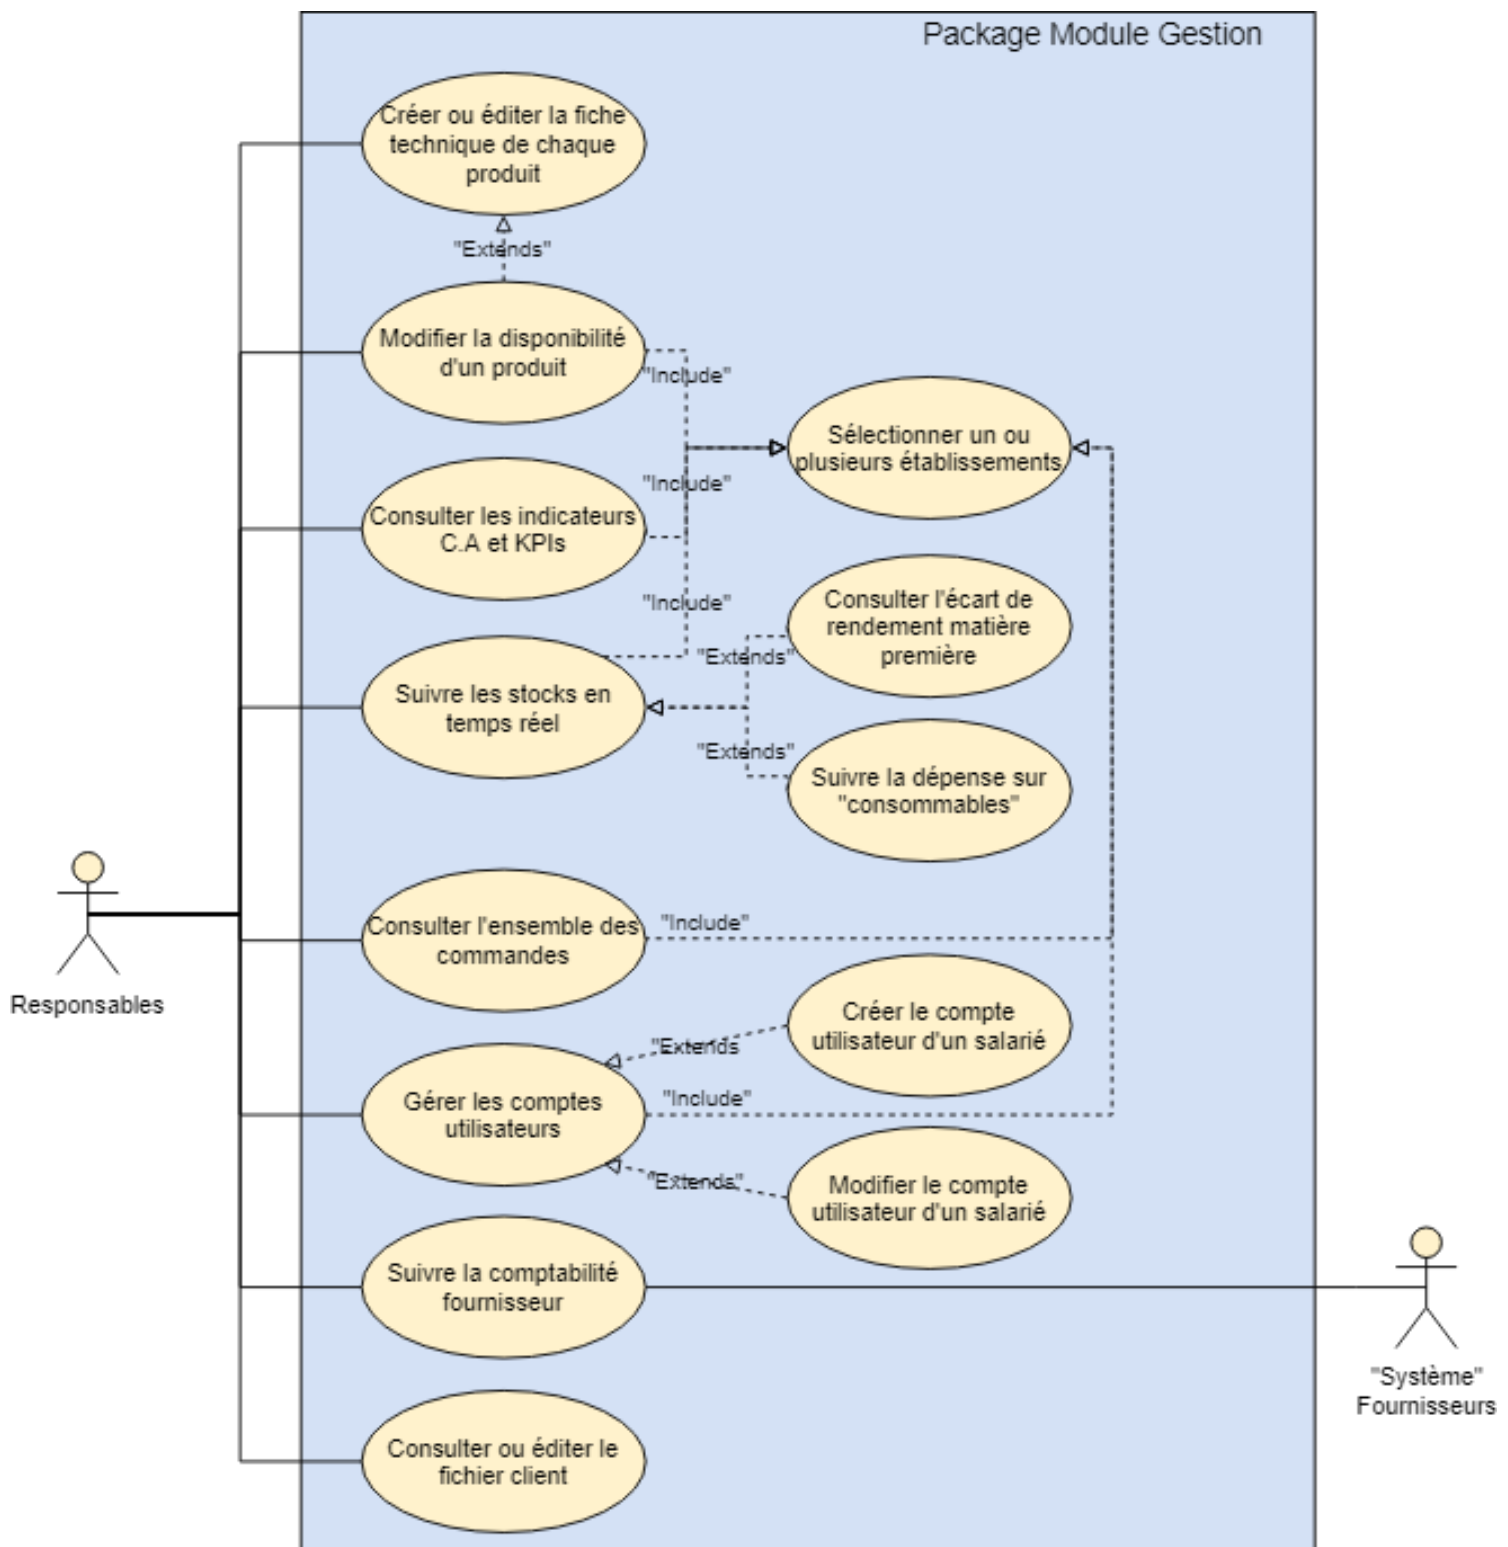 Package Module Gestion
Créer ou éditer la fiche
technique de chaque
produit
"Extends"
Modifier la disponibilité
d'un produit
"Include"
Sélectionner un ou
plusieurs établissements
"Include"
Consulter les indicateurs
C.A et KPIs
"Include"
Consulter l'écart de
rendement matière
première
"Extends"
Suivre les stocks en
temps réel
"Extends"
Suivre la dépense sur
"consommables"
Responsables
Consulter l'ensemble des
commandes
"Include"
Créer le compte
utilisateur d'un salarié
"Extends
Gérer les comptes
utilisateurs
"Include"
"Extends"
Modifier le compte
utilisateur d'un salarié
Suivre la comptabilité
fournisseur
"Système"
Fournisseurs
Consulter ou éditer le
fichier client